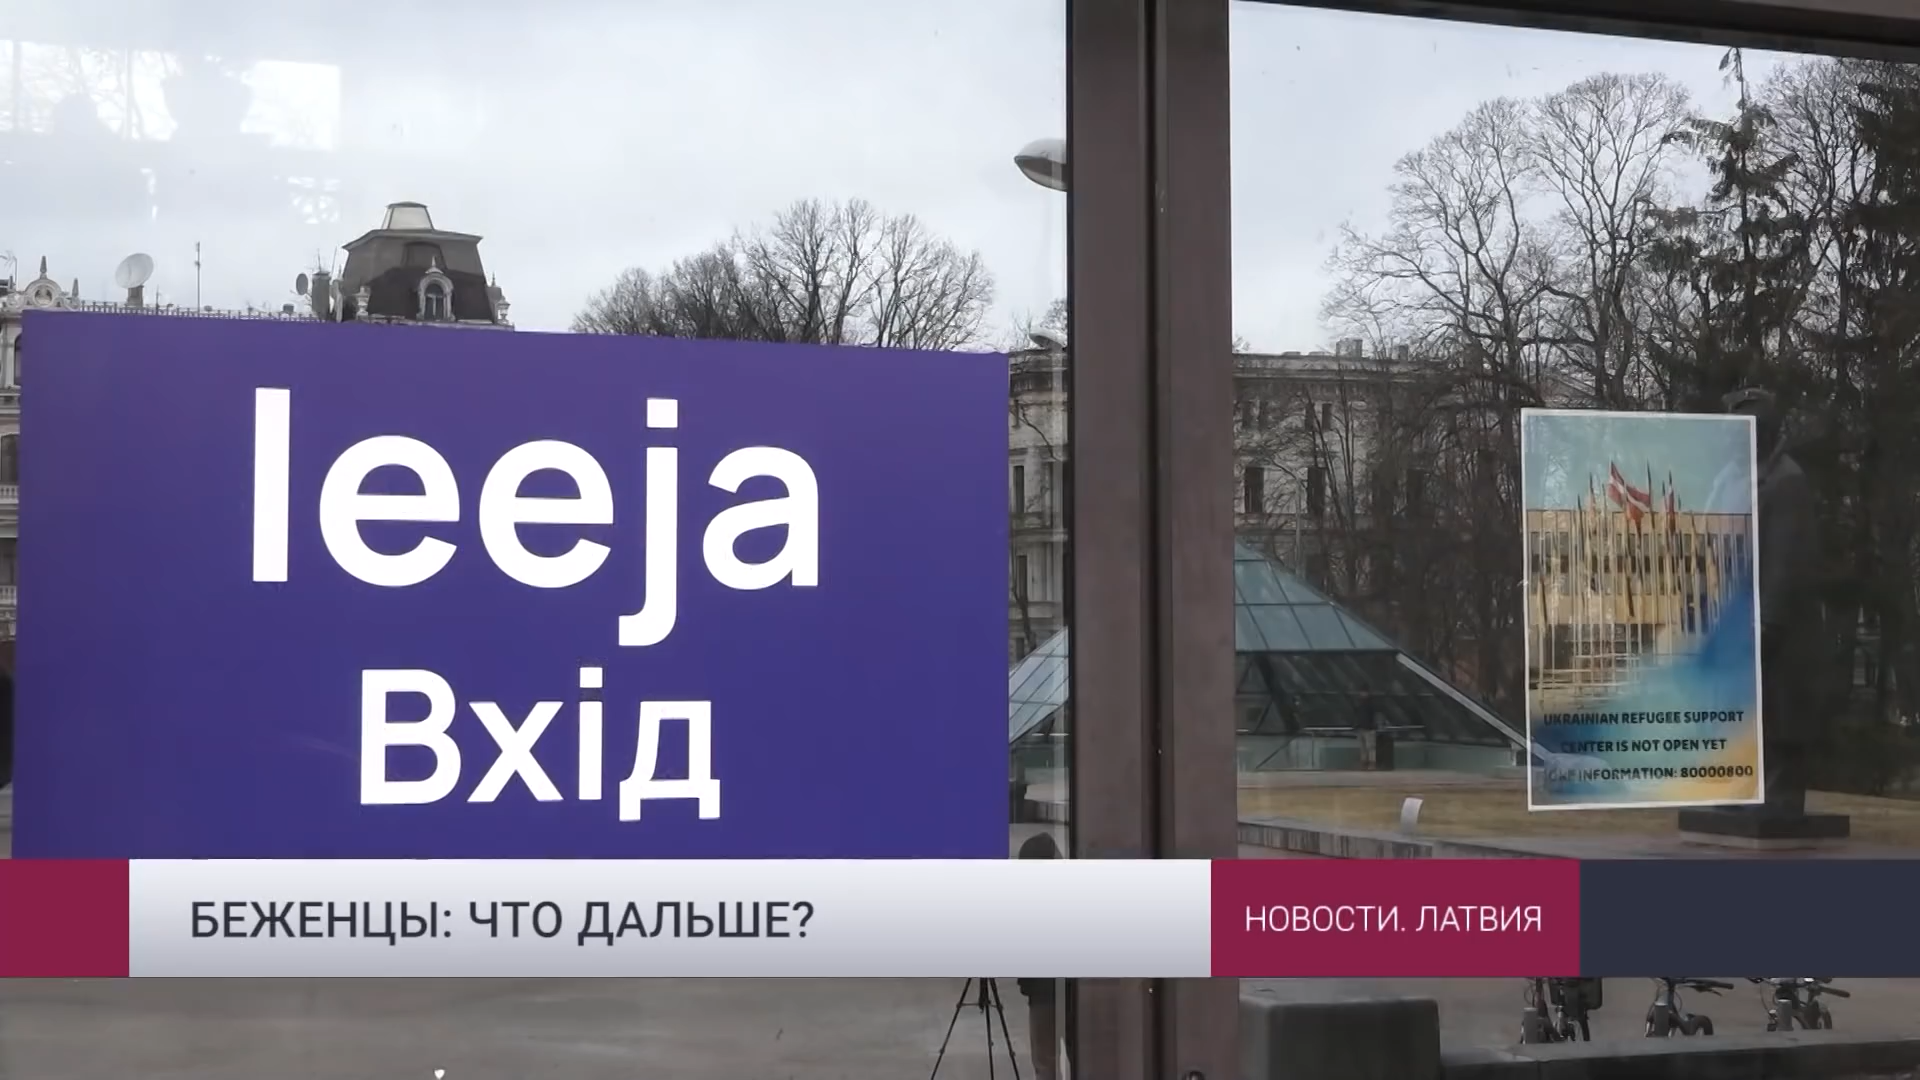 Ieeja
Вхід
UKRAINIAN REFUGEE SUPPORT
CENTER IS NOT OPEN YET
INFORMATION: 80000800
БЕЖЕНЦЫ: ЧТО ДАЛЬШЕ?
НОВОСТИ. ЛАТВИЯ